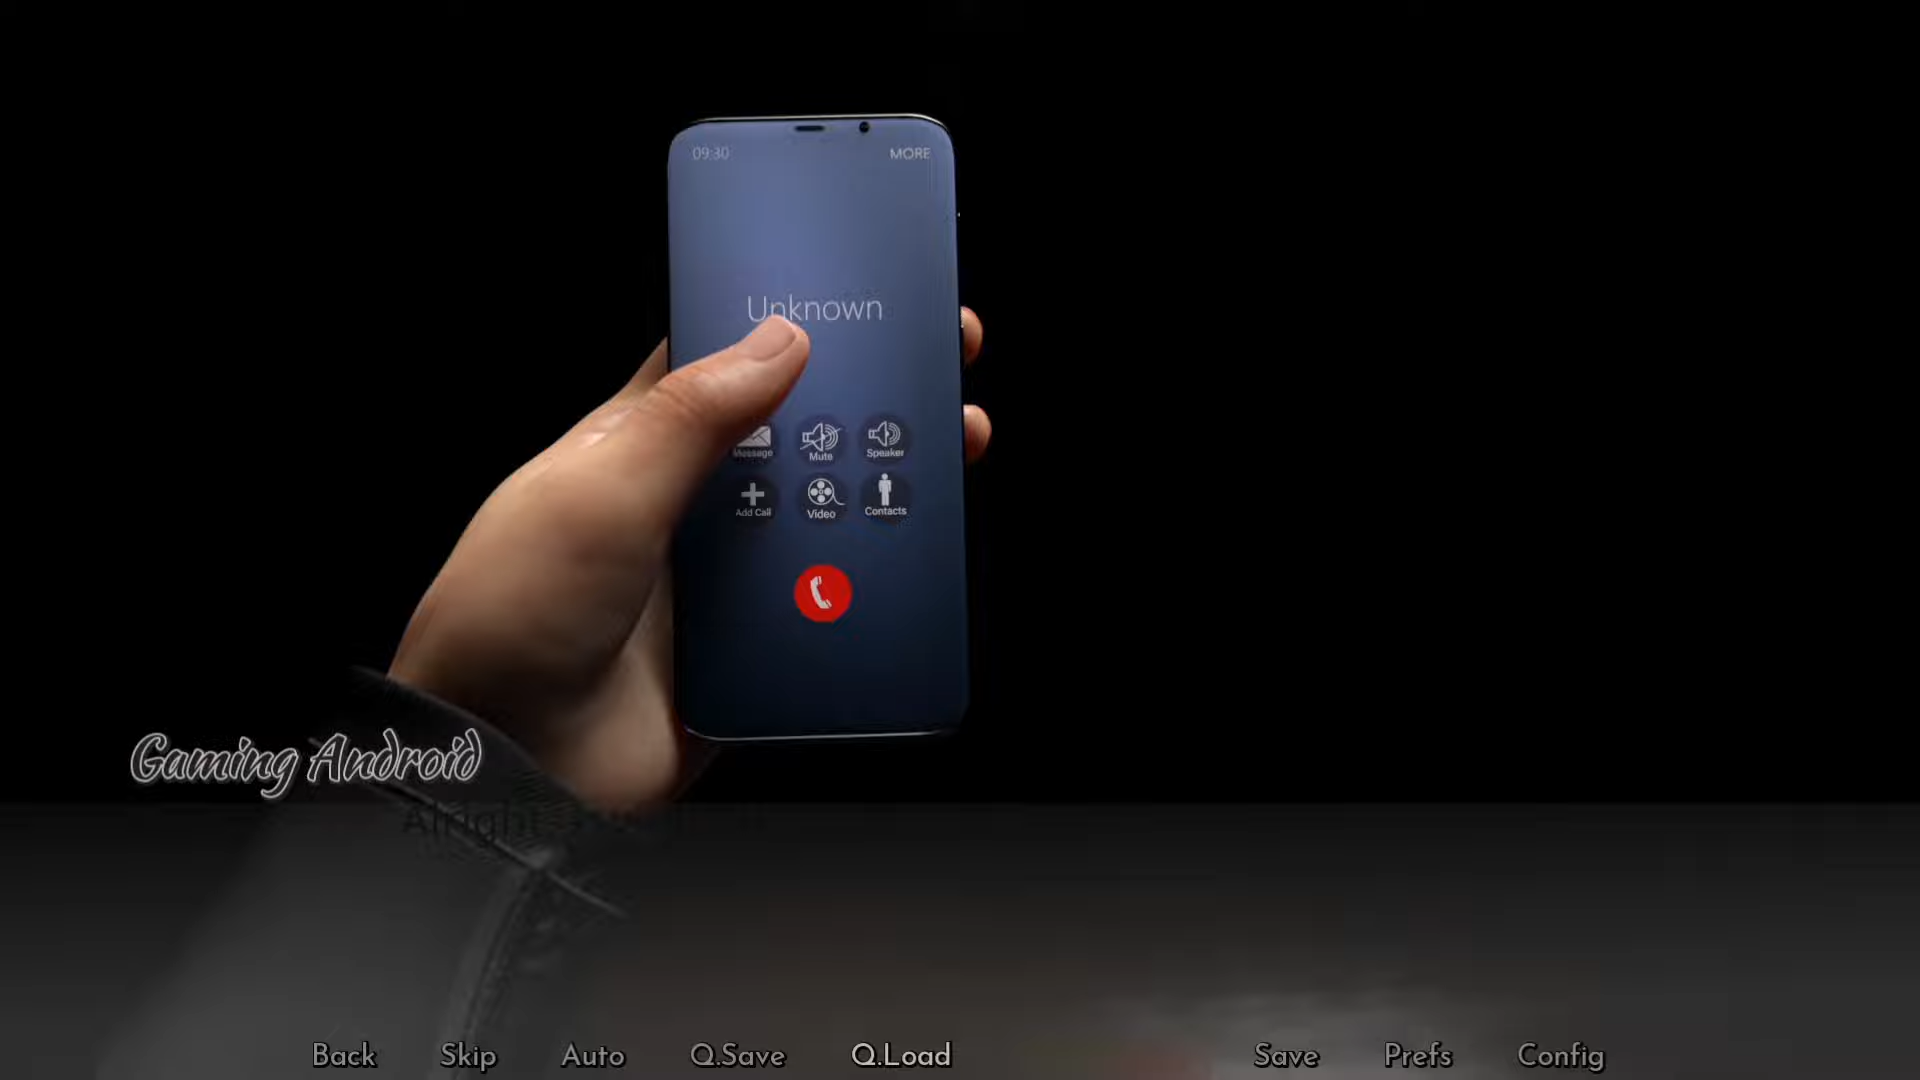 09:30 MORE
Unknown
Message Mute Speaker
Add Call Video Contacts
Gaming Android
Alright
Back Skip Auto Q.Save Q.Load Save Prefs Config